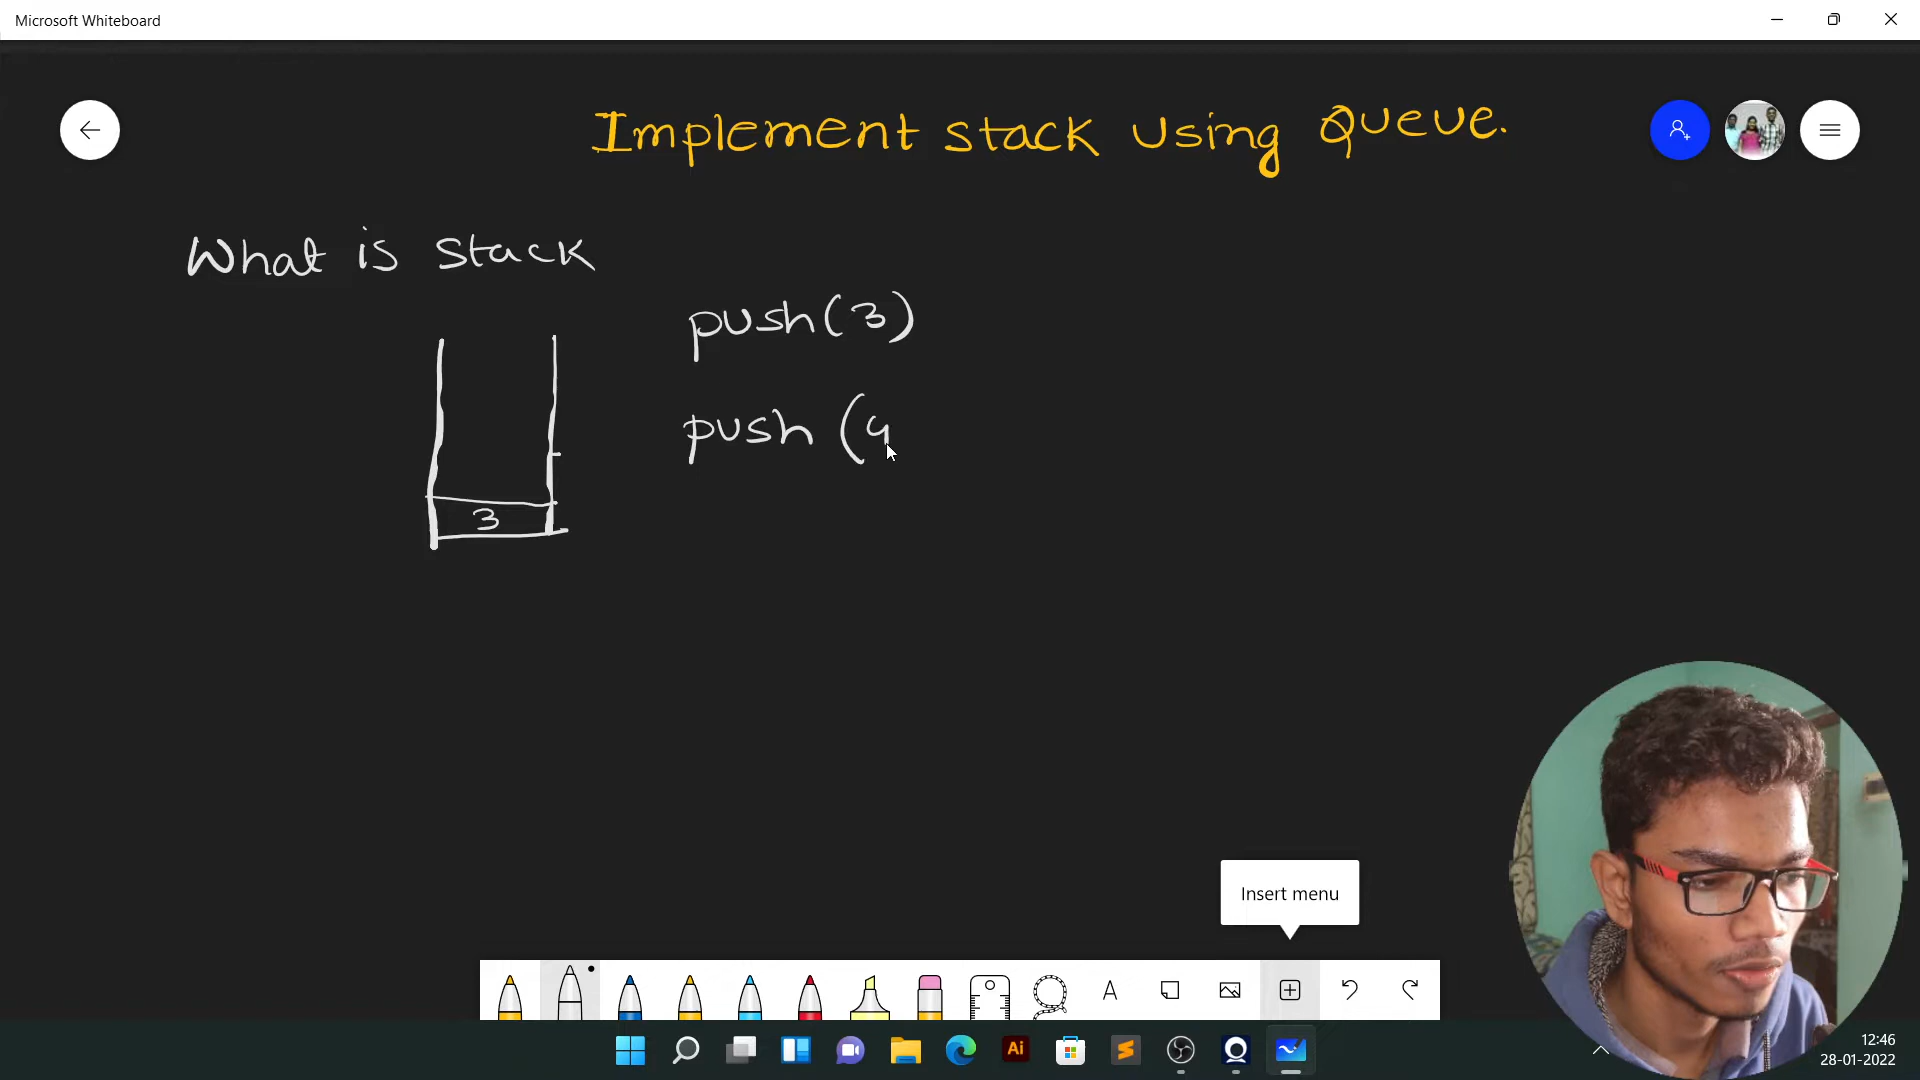 Microsoft Whiteboard
Implement stack using Queue.
What is stack
push(3)
push (4
3
Insert menu
A
Ai
12:46
28-01-2022